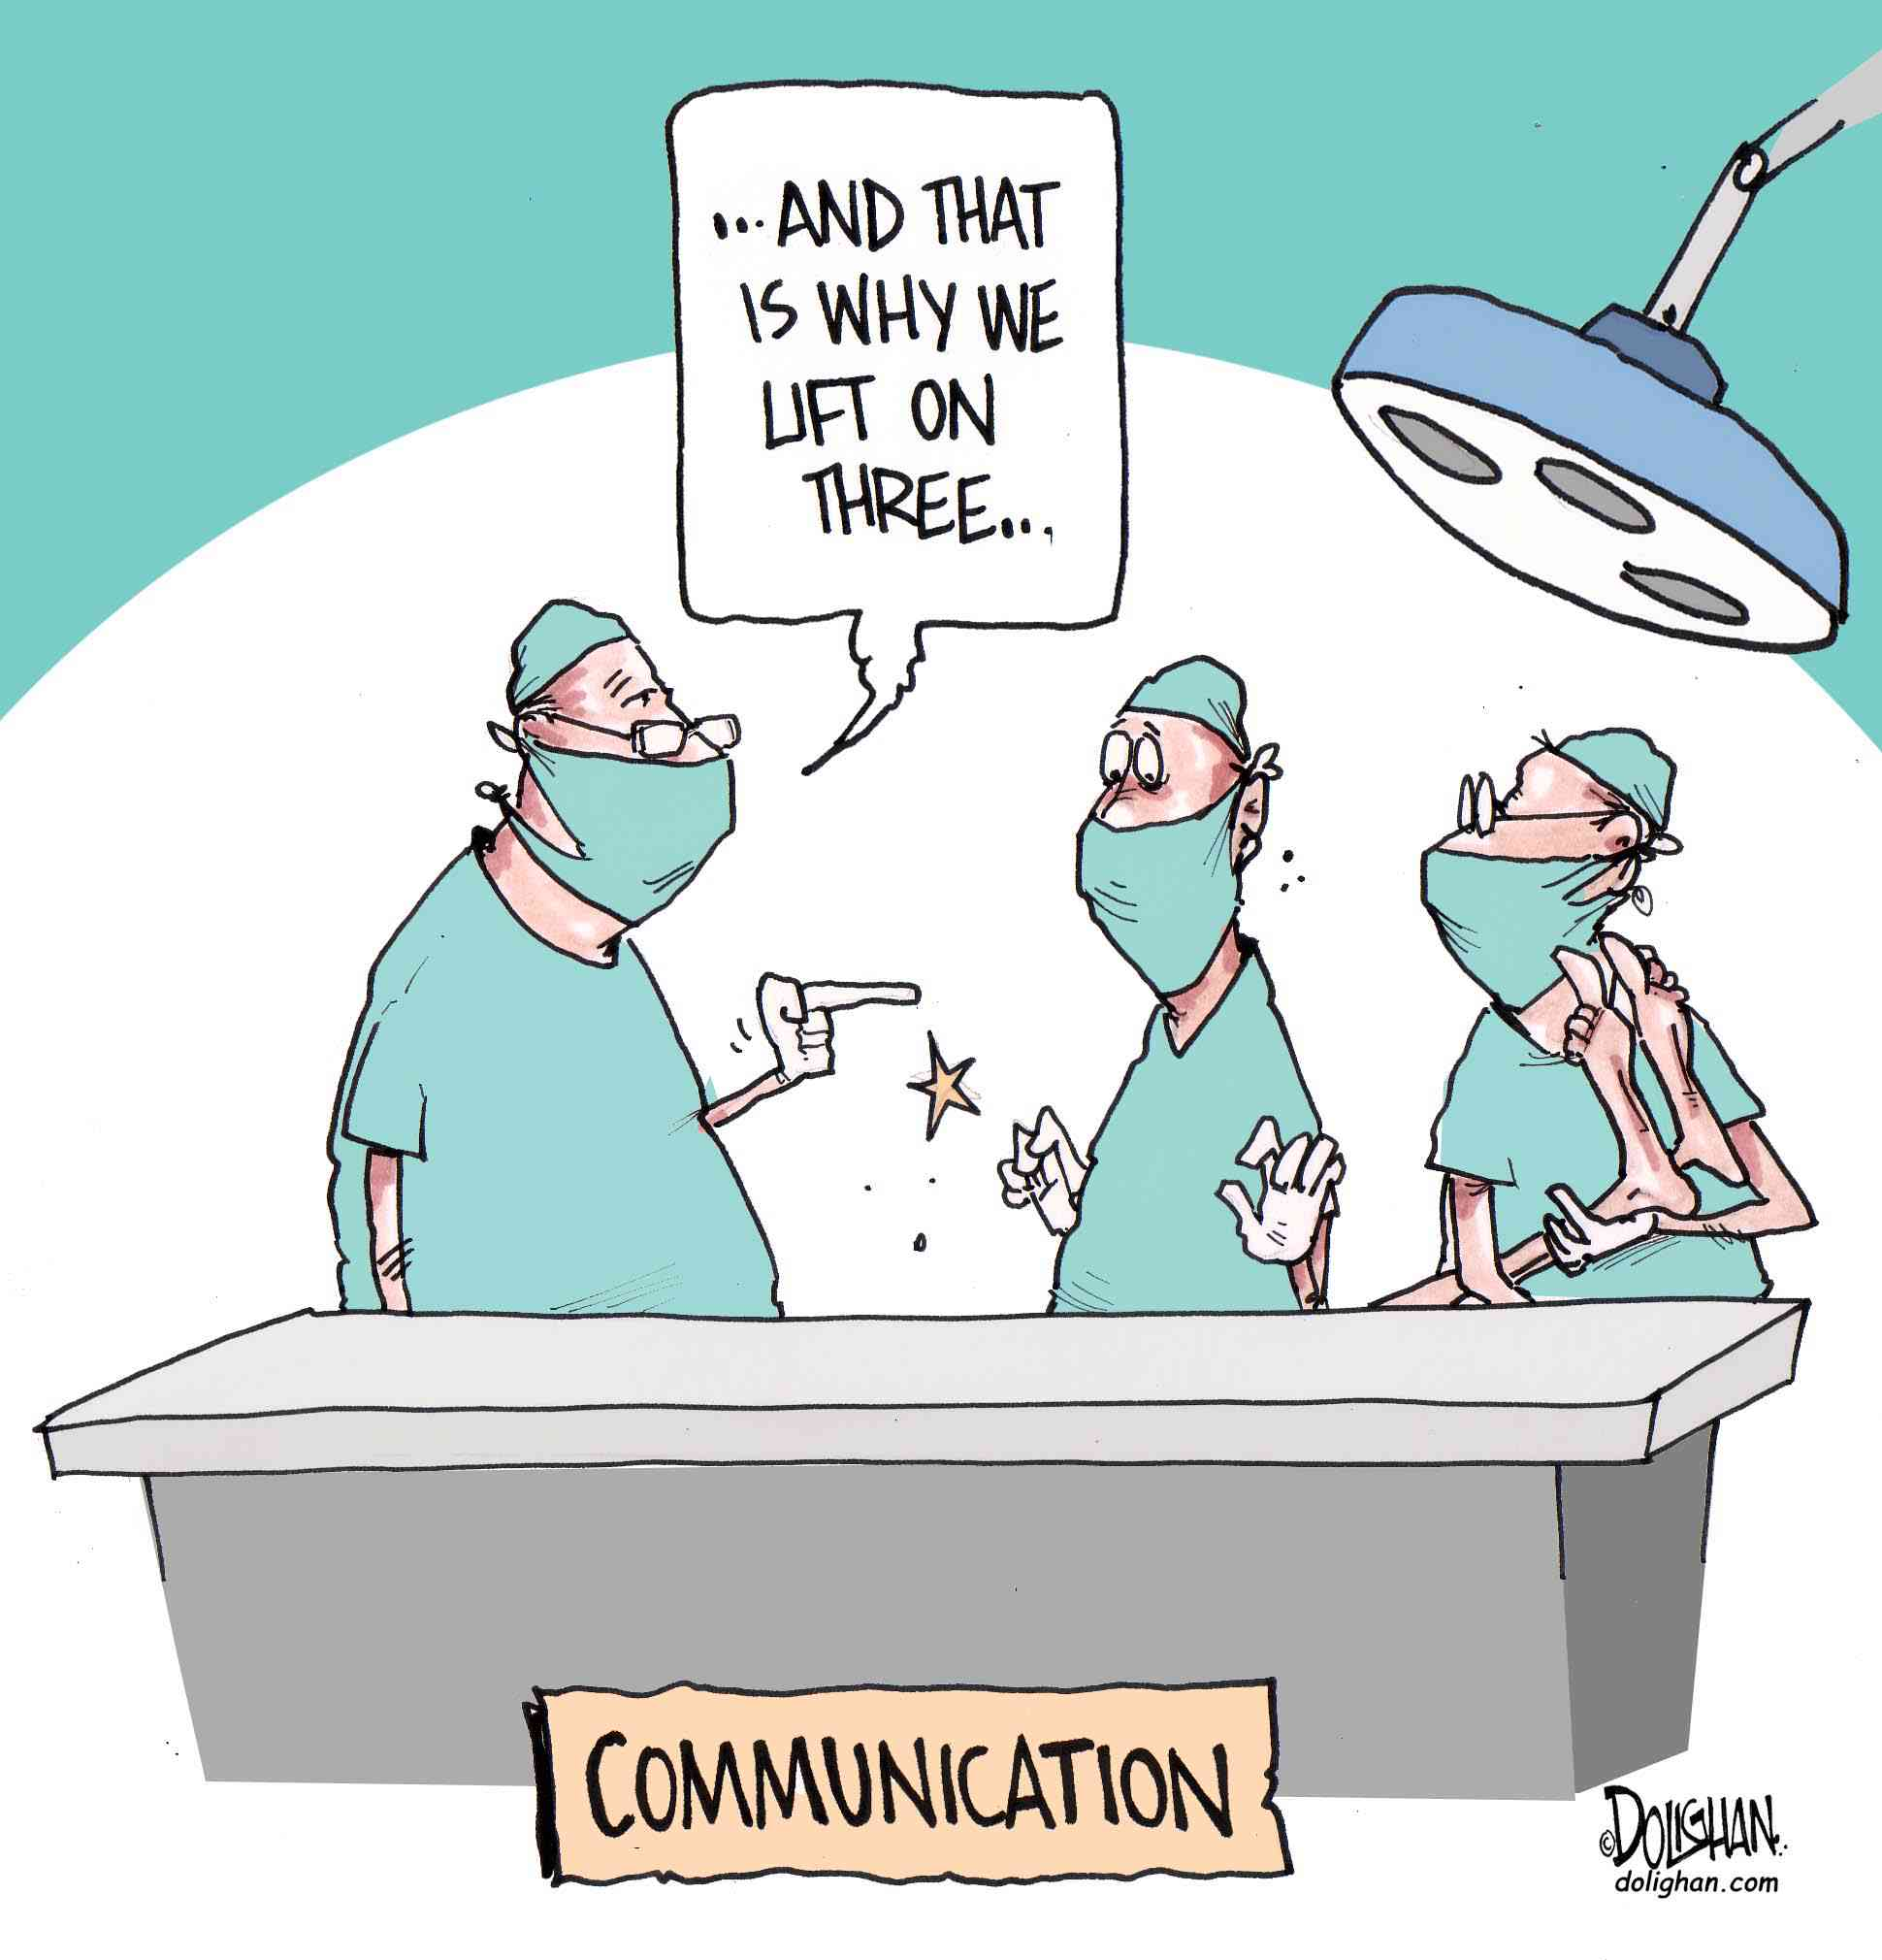 ...AND THAT
IS WHY WE
LIFT ON
THREE...
COMMUNICATION
©DOLIGHAN.
dolighan.com